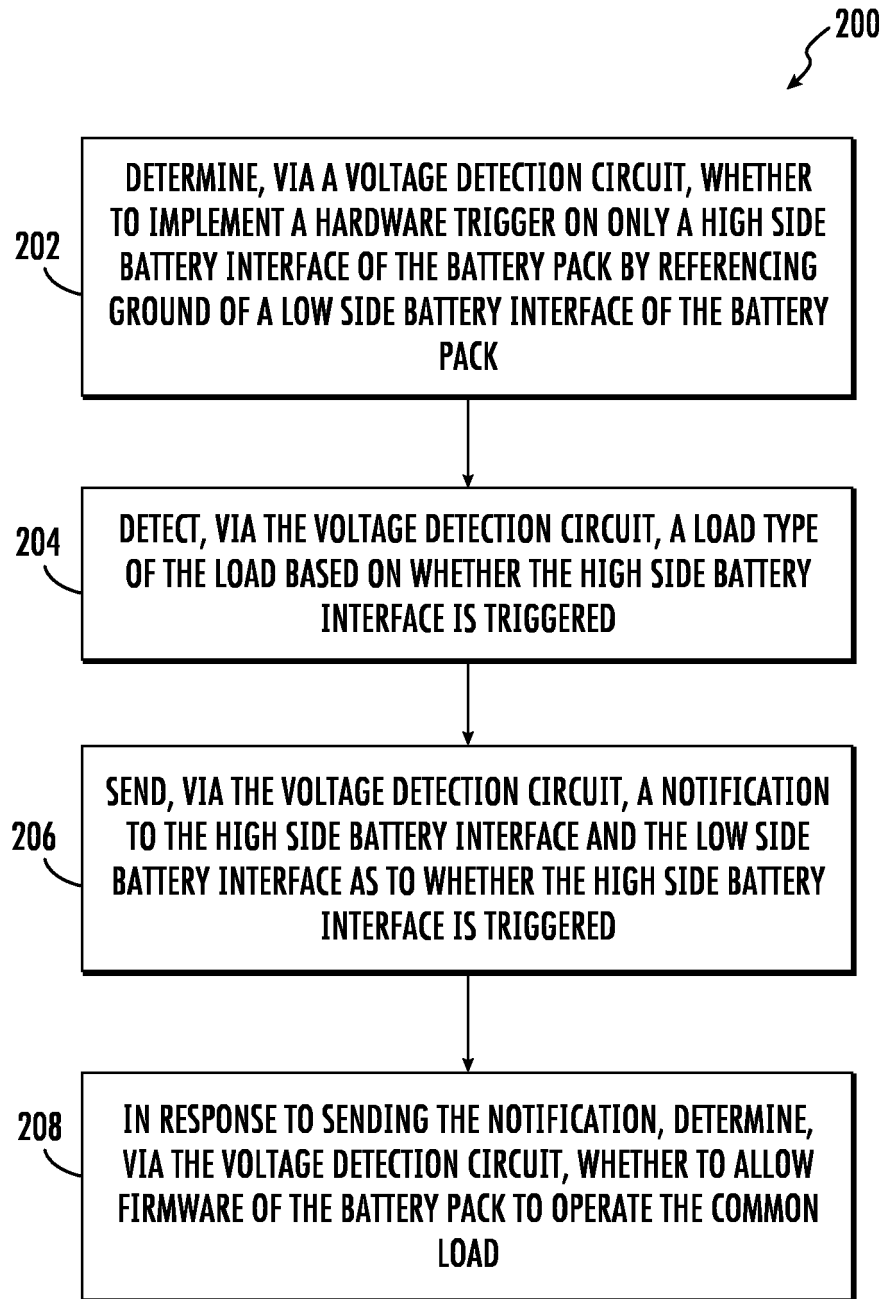 200
202
DETERMINE, VIA A VOLTAGE DETECTION CIRCUIT, WHETHER
TO IMPLEMENT A HARDWARE TRIGGER ON ONLY A HIGH SIDE
BATTERY INTERFACE OF THE BATTERY PACK BY REFERENCING
GROUND OF A LOW SIDE BATTERY INTERFACE OF THE BATTERY
PACK
204
DETECT, VIA THE VOLTAGE DETECTION CIRCUIT, A LOAD TYPE
OF THE LOAD BASED ON WHETHER THE HIGH SIDE BATTERY
INTERFACE IS TRIGGERED
206
SEND, VIA THE VOLTAGE DETECTION CIRCUIT, A NOTIFICATION
TO THE HIGH SIDE BATTERY INTERFACE AND THE LOW SIDE
BATTERY INTERFACE AS TO WHETHER THE HIGH SIDE BATTERY
INTERFACE IS TRIGGERED
208
IN RESPONSE TO SENDING THE NOTIFICATION, DETERMINE,
VIA THE VOLTAGE DETECTION CIRCUIT, WHETHER TO ALLOW
FIRMWARE OF THE BATTERY PACK TO OPERATE THE COMMON
LOAD